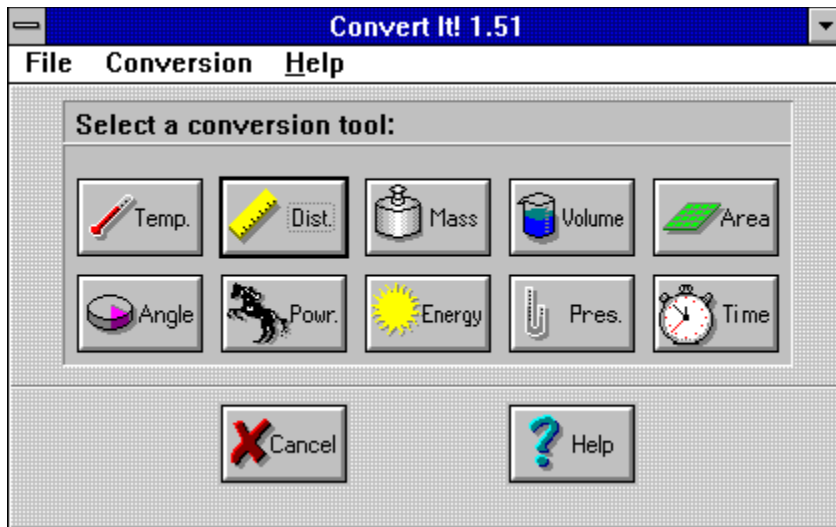 Convert It! 1.51
File Conversion Help
Select a conversion tool:
Temp. Dist. Mass Volume Area
Angle Powr. Energy Pres. Time
Cancel Help